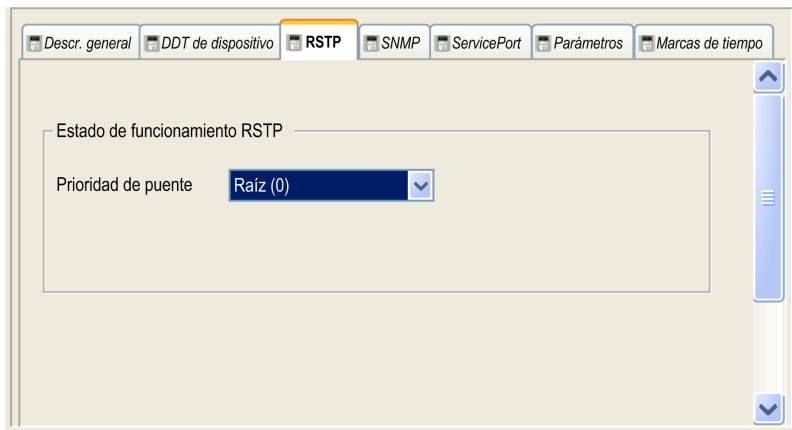 Descr. general DDT de dispositivo RSTP SNMP ServicePort Parámetros Marcas de tiempo
Estado de funcionamiento RSTP
Prioridad de puente Raíz (0)